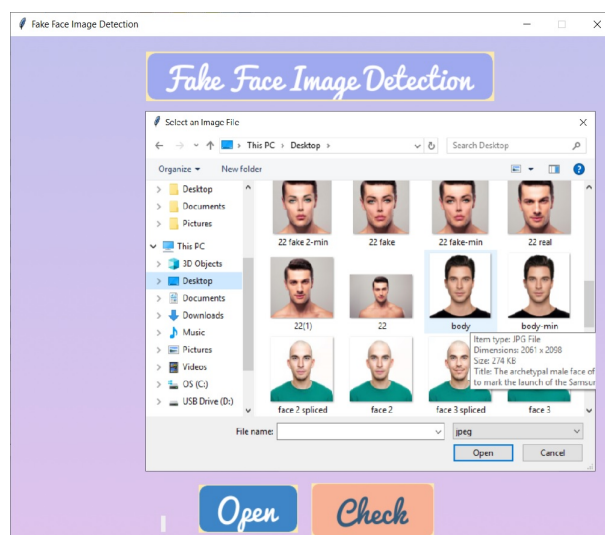 Fake Face Image Detection
Fake Face Image Detection
Select an Image File
This PC > Desktop >
Search Desktop
Organize
New folder
Desktop
Documents
Pictures
This PC
3D Objects
Desktop
Documents
Downloads
Music
Pictures
Videos
OS (C:)
USB Drive (D:)
22 fake 2-min
22 fake
22 fake-min
22 real
22(1)
22
body
body-min
Item type: JPG File
Dimensions: 2061 x 2098
Size: 274 KB
Title: The archetypal male face of
to mark the launch of the Samsur
face 2 spliced
face 2
face 3 spliced
face 3
File name:
jpeg
Open
Cancel
Open
Check